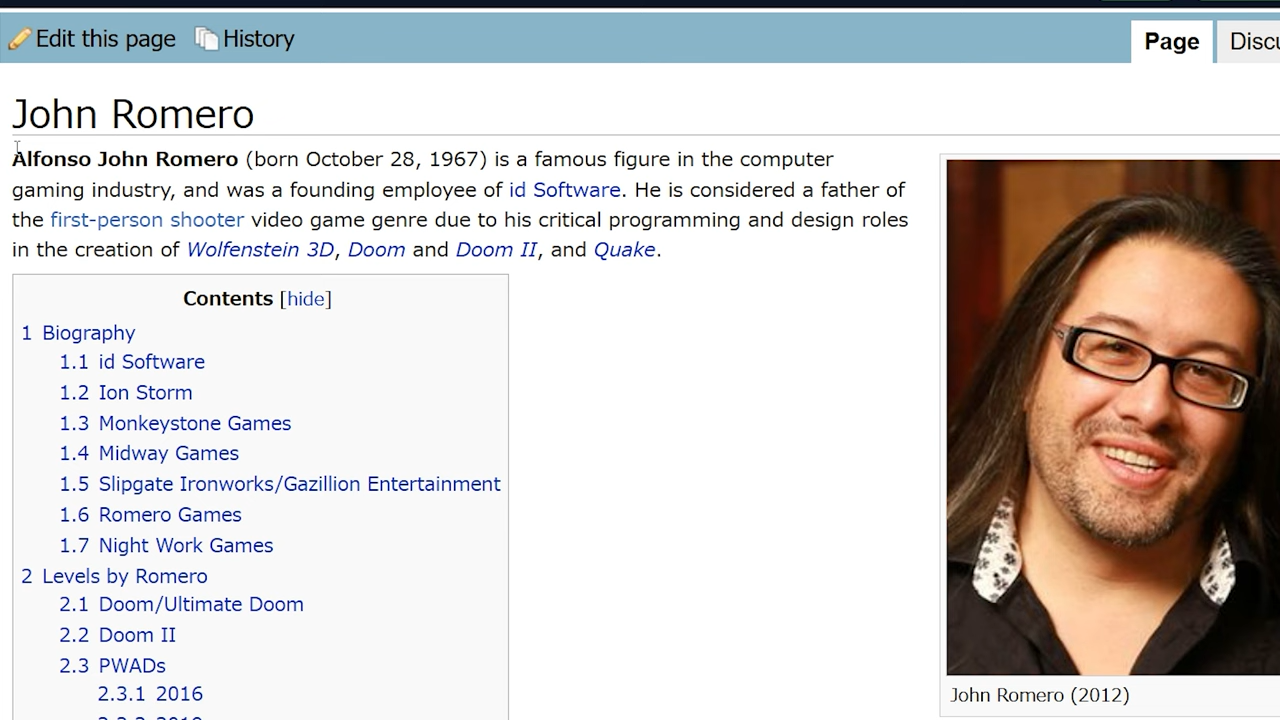 Edit this page History
Page
John Romero
Alfonso John Romero (born October 28, 1967) is a famous figure in the computer
gaming industry, and was a founding employee of id Software. He is considered a father of
the first-person shooter video game genre due to his critical programming and design roles
in the creation of Wolfenstein 3D, Doom and Doom II, and Quake.
Contents [hide]
1 Biography
1.1 id Software
1.2 Ion Storm
1.3 Monkeystone Games
1.4 Midway Games
1.5 Slipgate Ironworks/Gazillion Entertainment
1.6 Romero Games
1.7 Night Work Games
2 Levels by Romero
2.1 Doom/Ultimate Doom
2.2 Doom II
2.3 PWADs
2.3.1 2016
John Romero (2012)